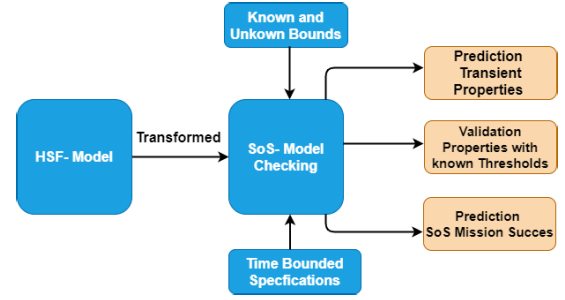 Known and
Unkown Bounds
Prediction
Transient
Properties
HSF- Model
Transformed
SoS- Model
Checking
Validation
Properties with
known Thresholds
Prediction
SoS Mission Succes
Time Bounded
Specfications